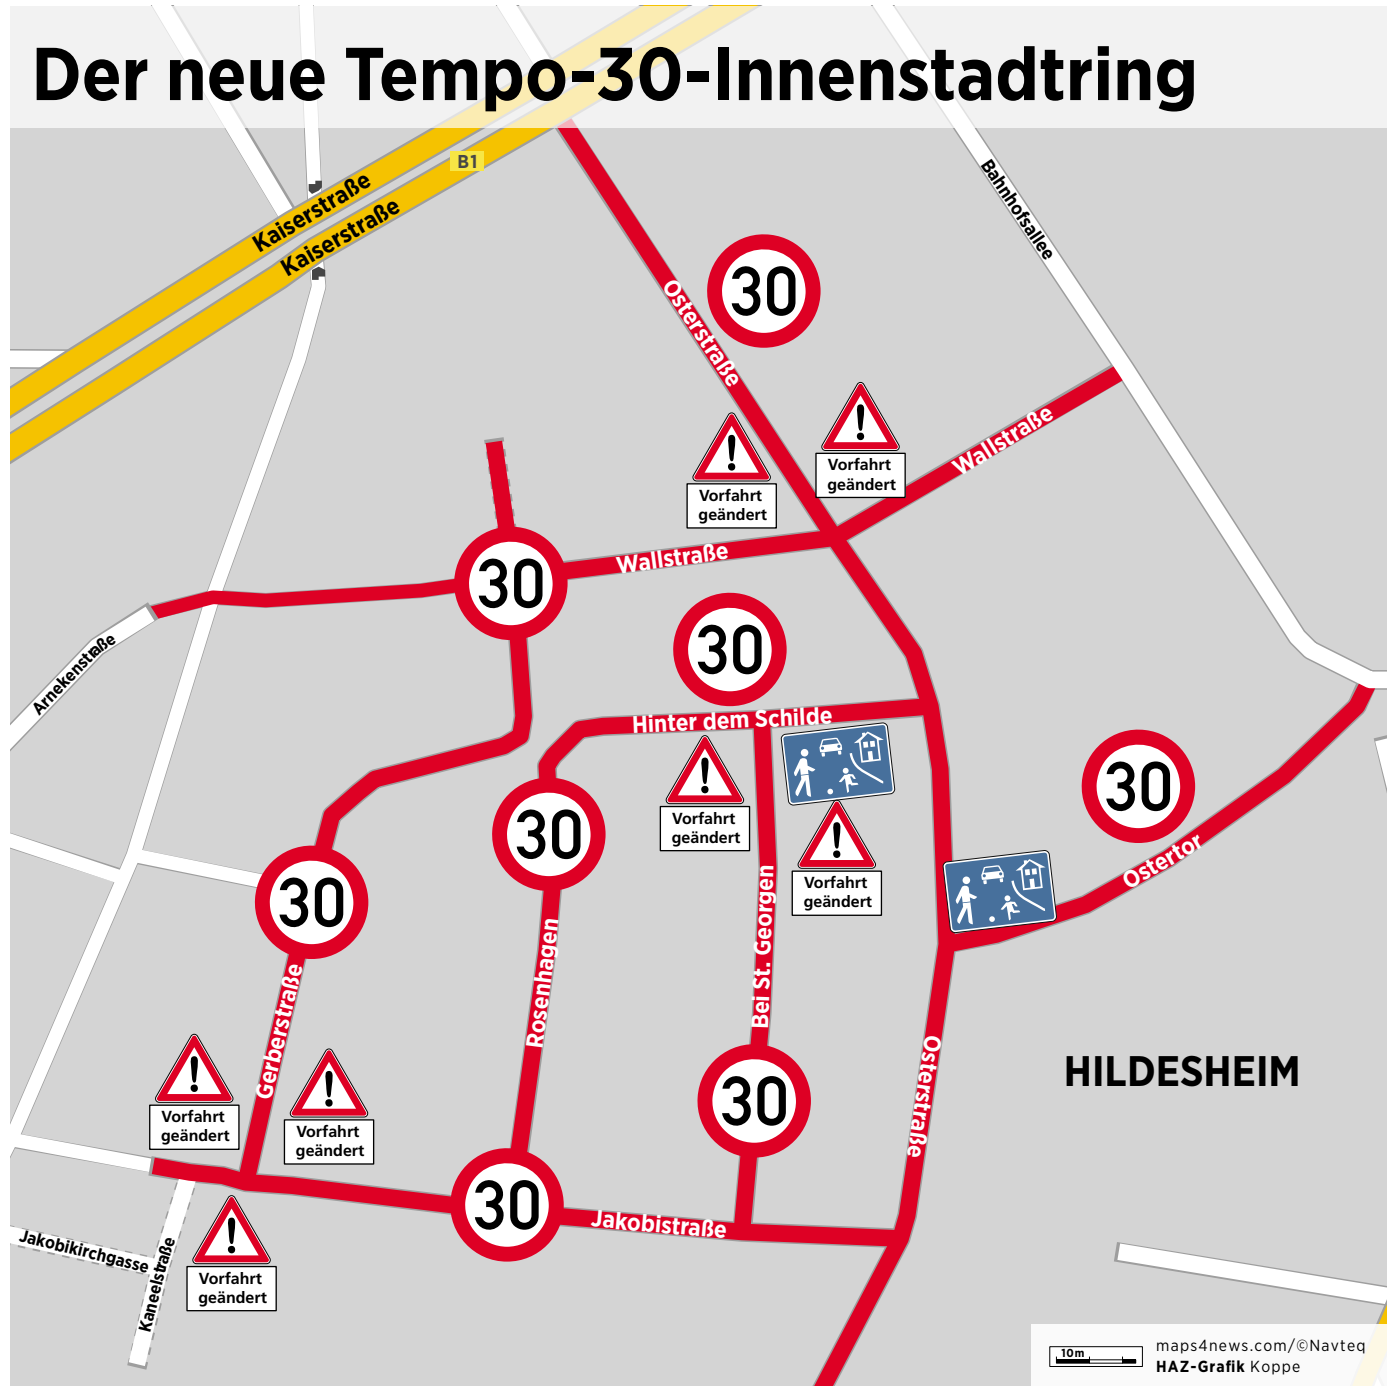 Der neue Tempo-30-Innenstadtring
B1
Kaiserstraße
Kaiserstraße
Bahnhofsallee
Osterstraße
30
Wallstraße
Vorfahrt
geändert
Vorfahrt
geändert
Wallstraße
30
30
Arnekenstraße
Hinter dem Schilde
Vorfahrt
geändert
30
30
Ostertor
Vorfahrt
geändert
30
Bei St. Georgen
Rosenhagen
Gerberstraße
Osterstraße
HILDESHEIM
30
Vorfahrt
geändert
Vorfahrt
geändert
30
Jakobistraße
Jakobikirchgasse
Kaneelstraße
Vorfahrt
geändert
10m
maps4news.com/©Navteq
HAZ-Grafik Koppe